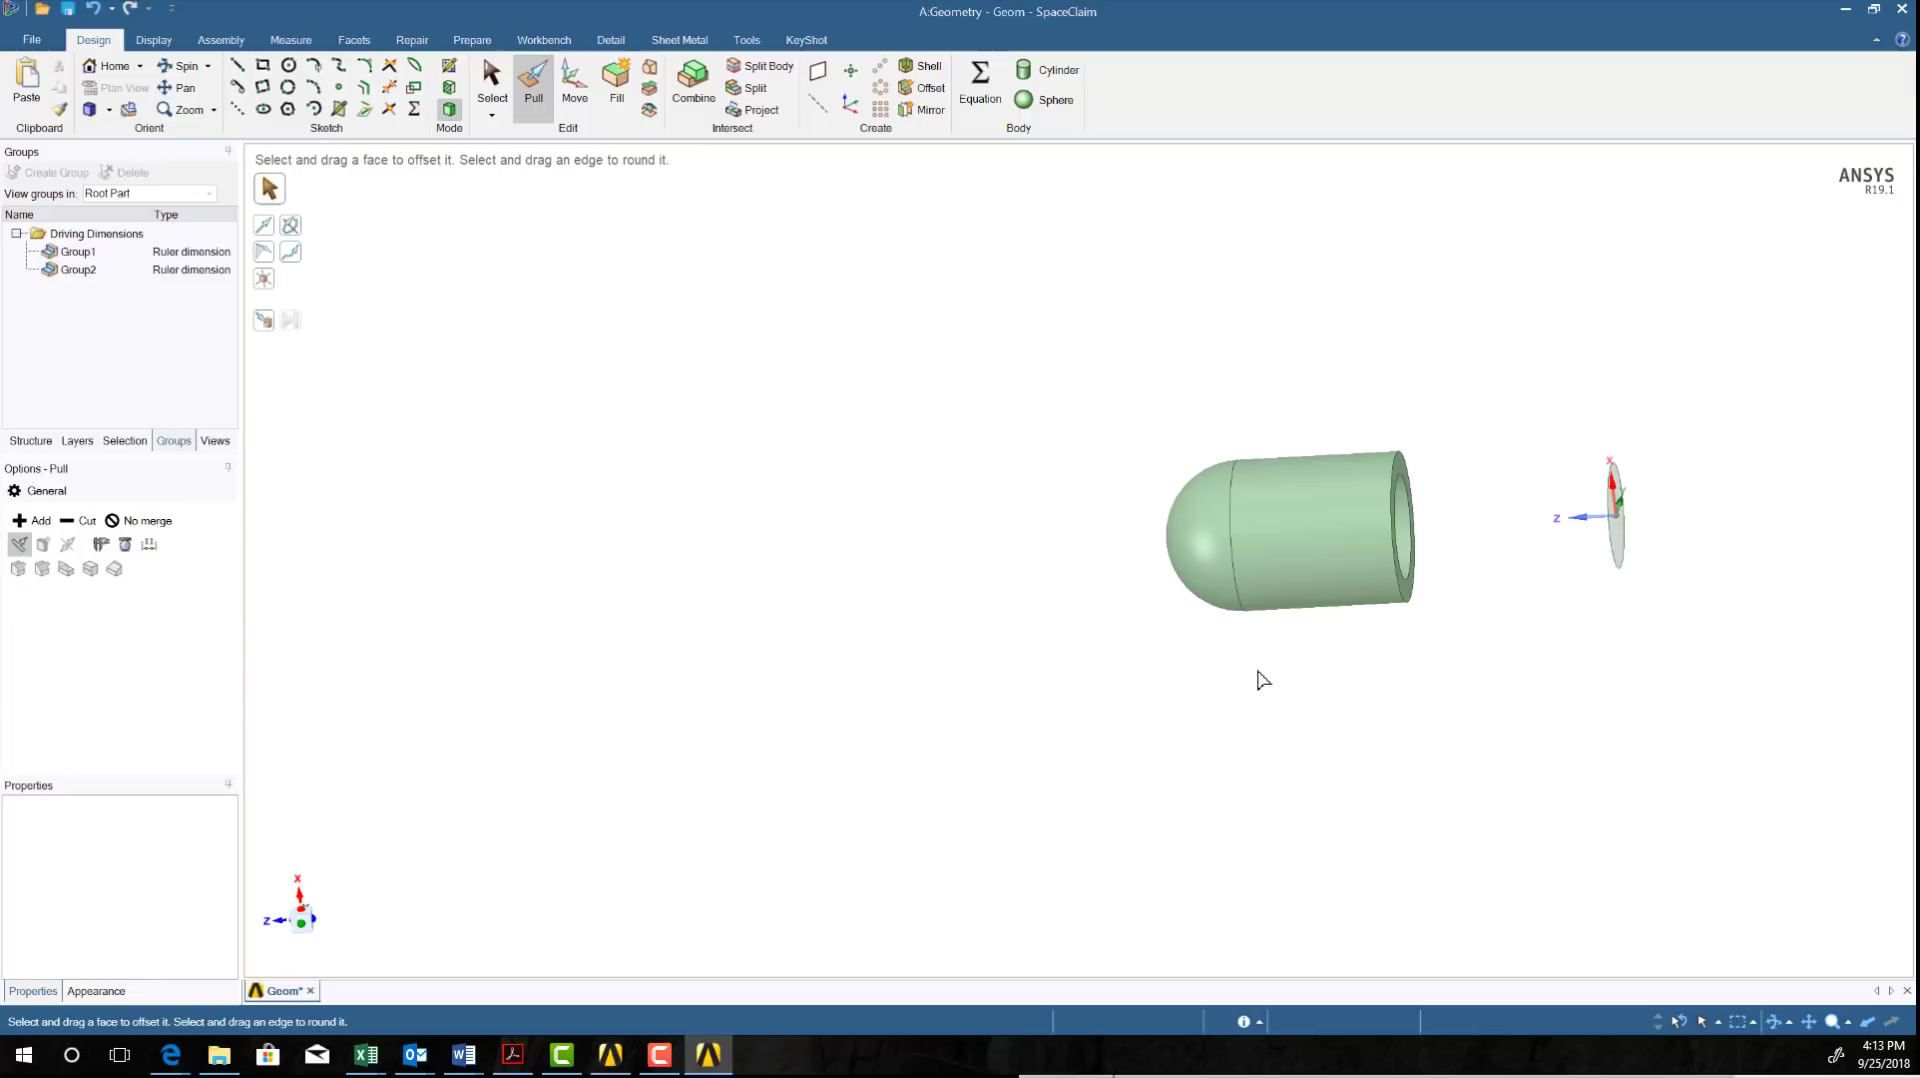 A:Geometry - Geom - SpaceClaim
File Design Display Assembly Measure Facets Repair Prepare Workbench Detail Sheet Metal Tools KeyShot
Paste
Clipboard
Home Spin
Plan View Pan
Zoom
Orient
Sketch
Mode
Select Pull Move Fill
Edit
Combine Split Body
Split
Project
Intersect
Shell
Offset
Mirror
Create
Equation Cylinder
Sphere
Body
Groups
Create Group Delete
View groups in: Root Part
Name Type
Driving Dimensions
Group1 Ruler dimension
Group2 Ruler dimension
Structure Layers Selection Groups Views
Options - Pull
General
Add Cut No merge
Properties
Properties Appearance
Select and drag a face to offset it. Select and drag an edge to round it.
ANSYS
R19.1
X
Y
Z
X
Z
Geom*
Select and drag a face to offset it. Select and drag an edge to round it.
4:13 PM
9/25/2018